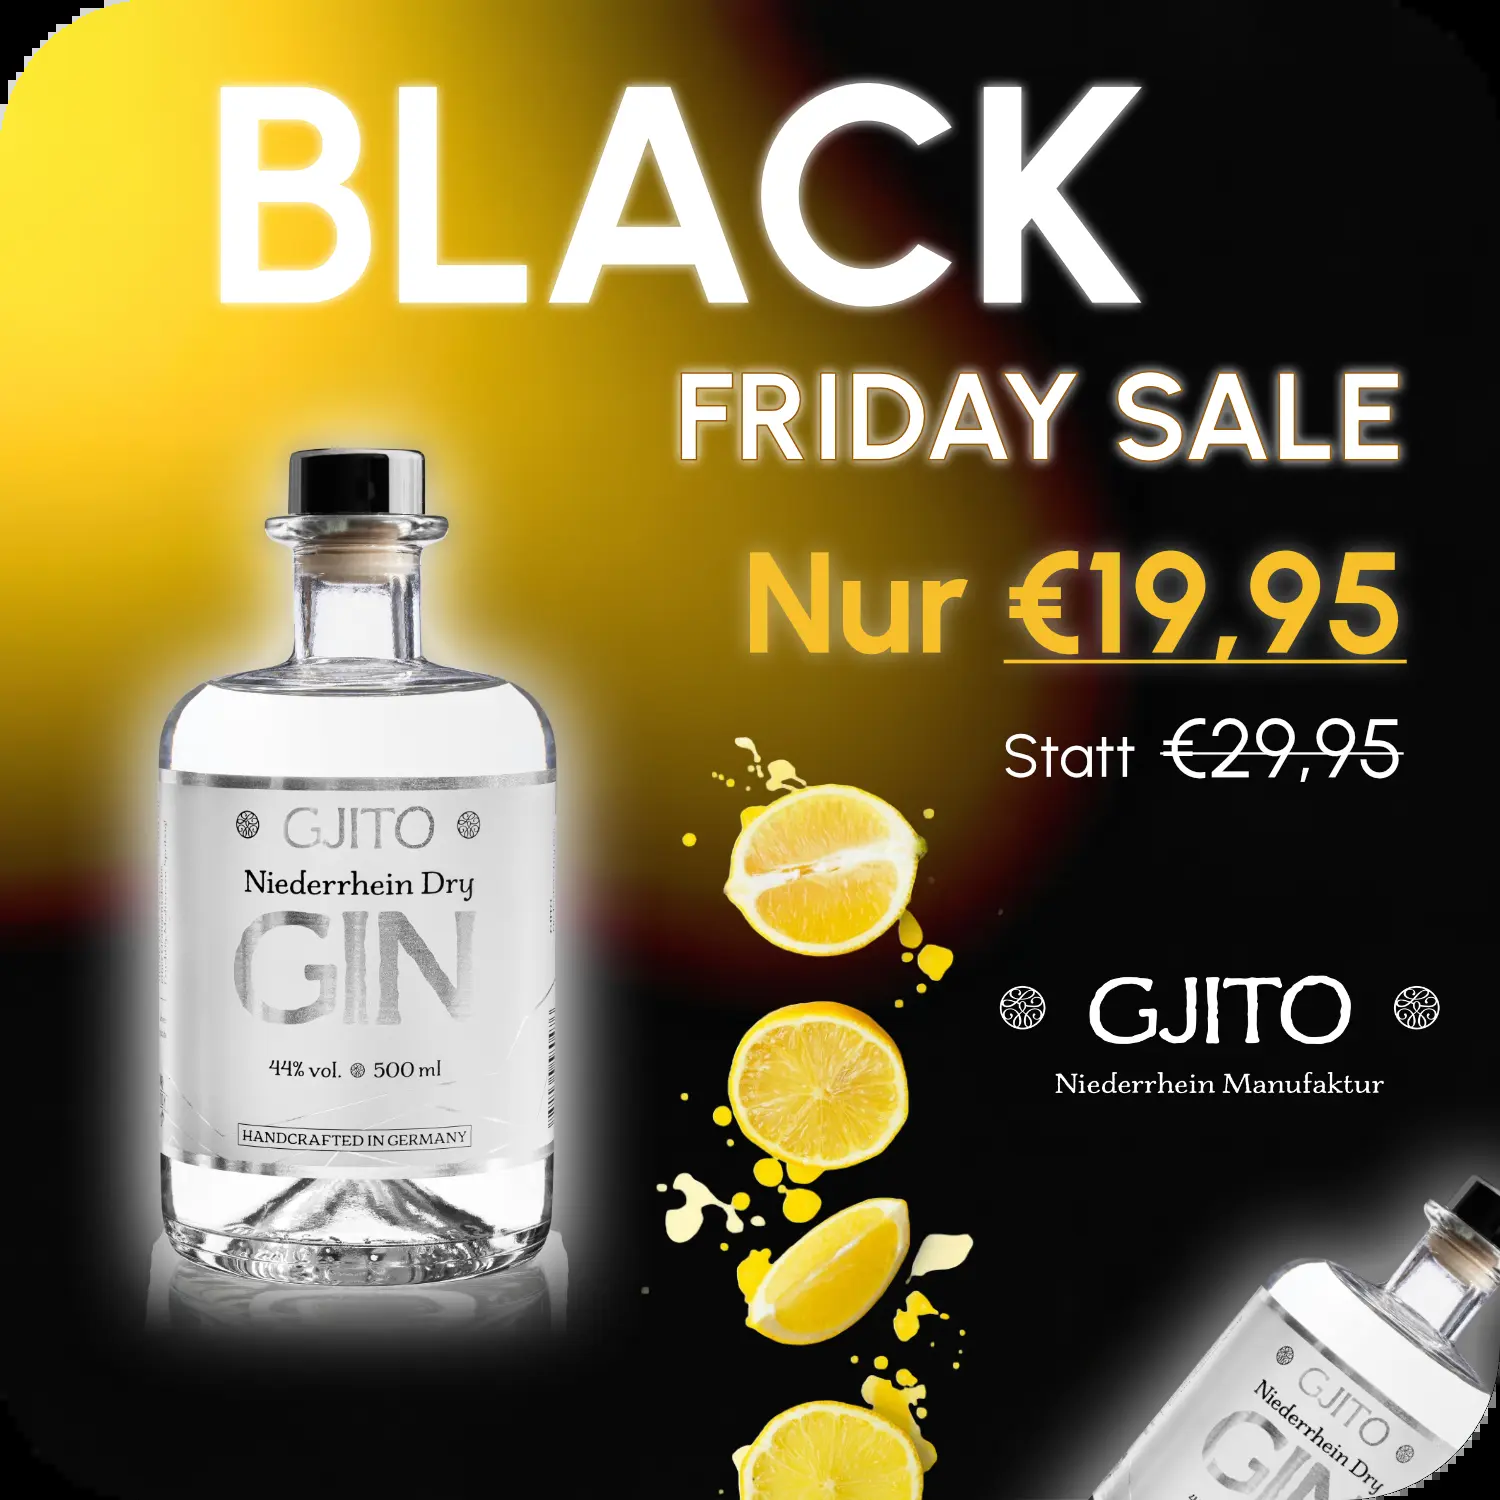 BLACK
FRIDAY SALE
Nur €19,95
Statt €29,95
GJITO
Niederrhein Dry
GIN
44% vol. 500 ml
HANDCRAFTED IN GERMANY
GJITO
Niederrhein Manufaktur
GJITO
Niederrhein Dry
GIN